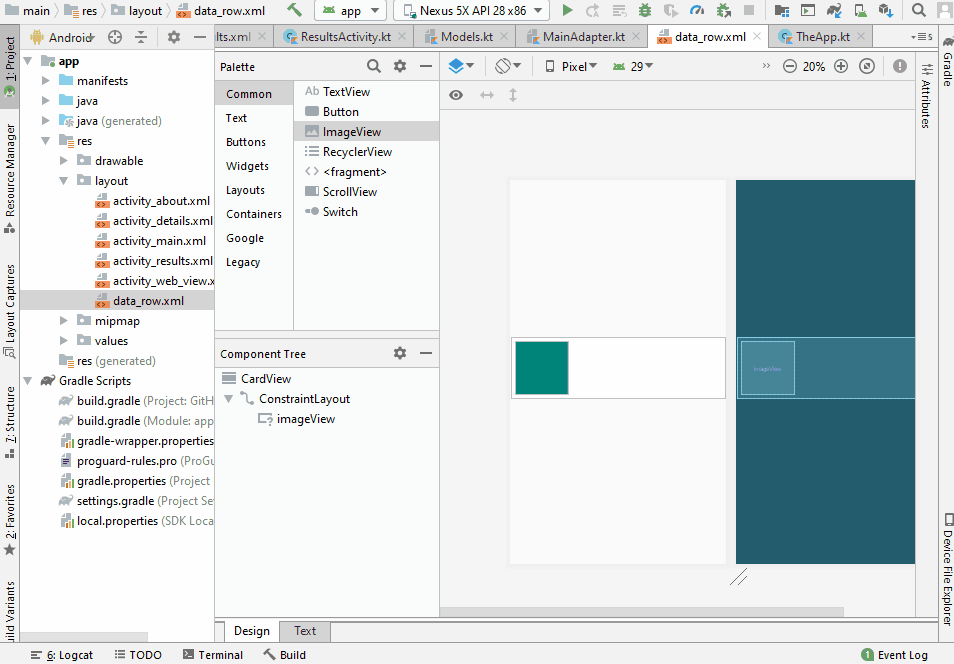 main res layout data_row.xml app Nexus 5X API 28 x86
Android
ults.xml ResultsActivity.kt Models.kt MainAdapter.kt data_row.xml TheApp.kt 5
1: Project
Resource Manager
Layout Captures
7: Structure
2: Favorites
uild Variants
app
manifests
java
java (generated)
res
drawable
layout
activity_about.xml
activity_details.xml
activity_main.xml
activity_results.xml
activity_web_view.x
data_row.xml
mipmap
values
res (generated)
Gradle Scripts
build.gradle (Project: GitH
build.gradle (Module: app
gradle-wrapper.properties
proguard-rules.pro (ProGu
gradle.properties (Project
settings.gradle (Project Se
local.properties (SDK Loca
Palette
Common
Text
Buttons
Widgets
Layouts
Containers
Google
Legacy
Ab TextView
Button
ImageView
RecyclerView
<fragment>
ScrollView
Switch
Component Tree
CardView
ConstraintLayout
imageView
Pixel 29 20%
ImageView
Attributes
Gradle
Device File Explorer
Design Text
6: Logcat TODO Terminal Build 1 Event Log